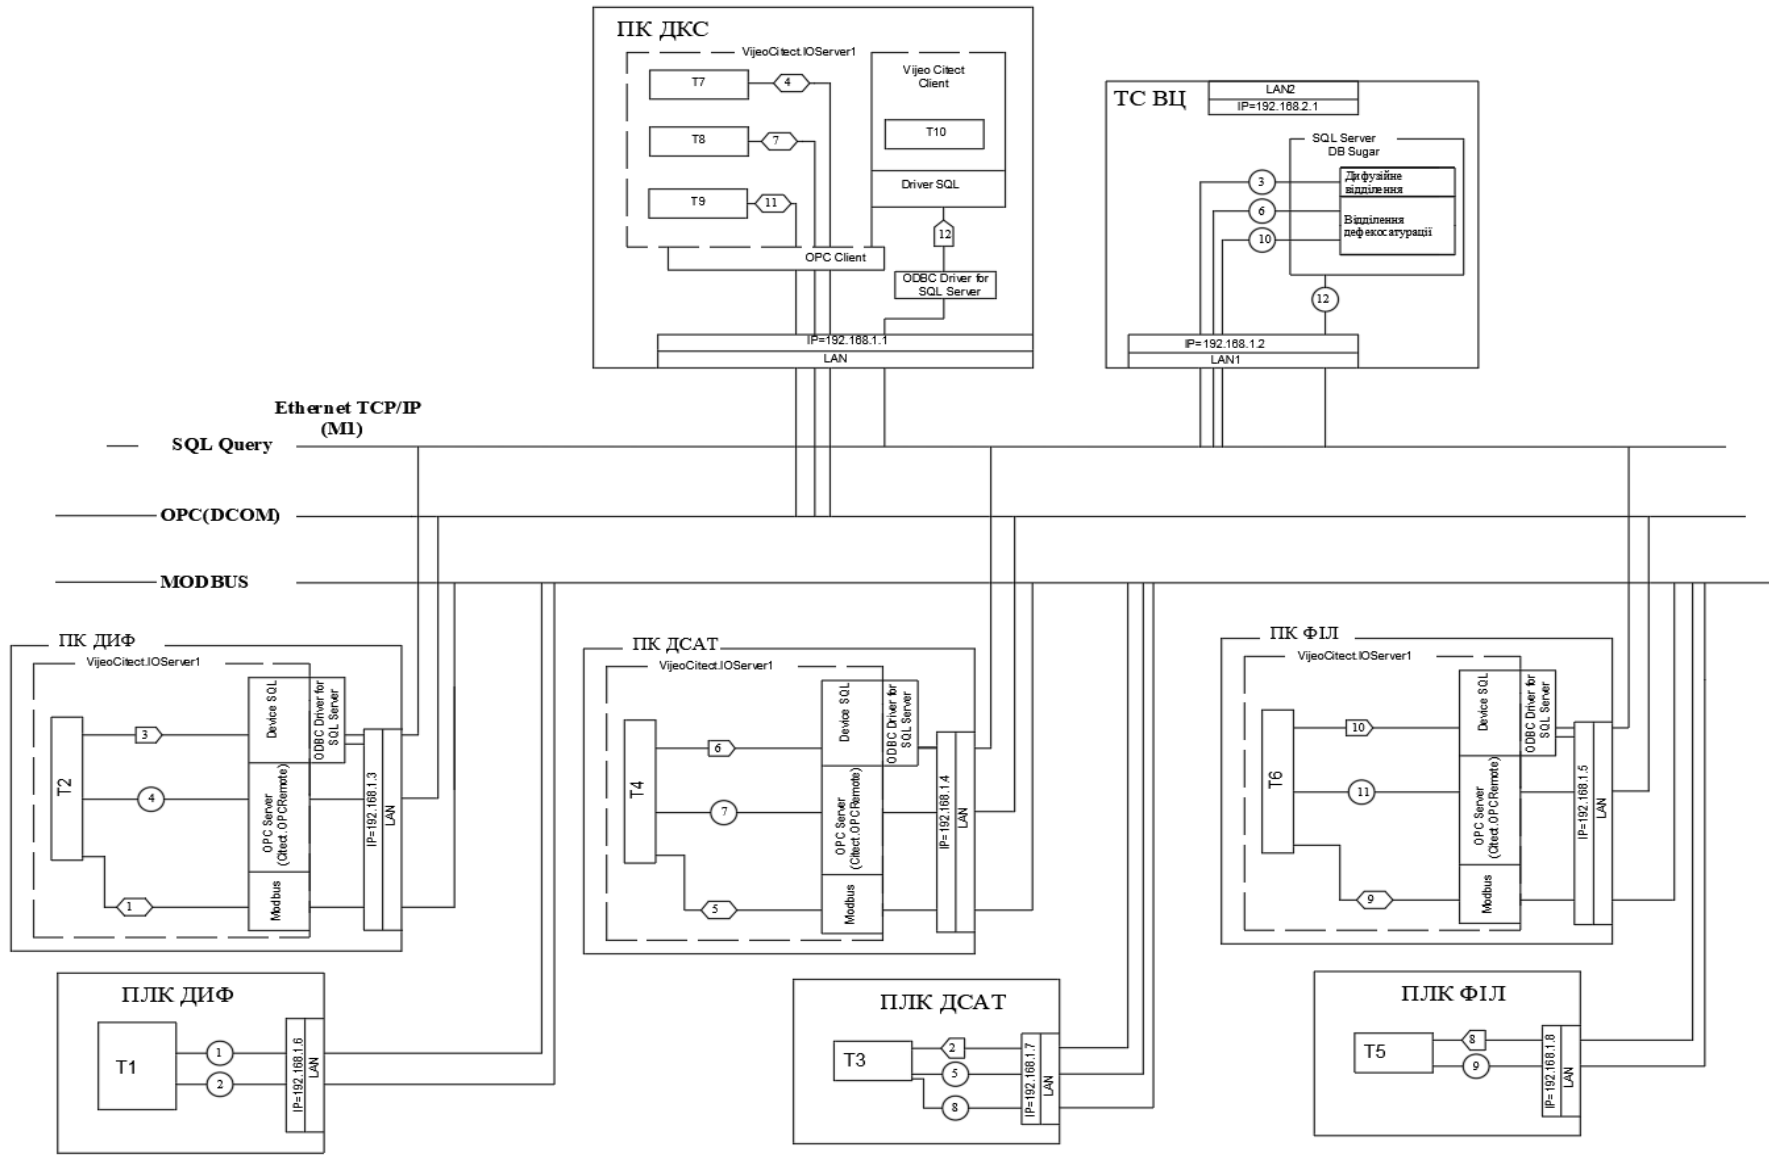 ПК ДКС
VijeoCitect.IOServer1
T7
4
T8
7
T9
11
OPC Client
Vijeo Citect
Client
T10
Driver SQL
12
ODBC Driver for
SQL Server
IP=192.168.1.1
LAN
ТС ВЦ
LAN2
IP=192.168.2.1
SQL Server
DB Sugar
3
Дифузійне
відділення
6
Відділення
дефекосатурації
10
12
IP=192.168.1.2
LAN1
Ethernet TCP/IP
(M1)
SQL Query
OPC(DCOM)
MODBUS
ПК ДИФ
VijeoCitect.IOServer1
T2
3
4
1
Device SQL
ODBC Driver for
SQL Server
OPC Server
(Citect.OPCRemote)
Modbus
IP=192.168.1.3
LAN
ПК ДСАТ
VijeoCitect.IOServer1
T4
6
7
5
Device SQL
ODBC Driver for
SQL Server
OPC Server
(Citect.OPCRemote)
Modbus
IP=192.168.1.4
LAN
ПК ФІЛ
VijeoCitect.IOServer1
T6
10
11
9
Device SQL
ODBC Driver for
SQL Server
OPC Server
(Citect.OPCRemote)
Modbus
IP=192.168.1.5
LAN
ПЛК ДИФ
T1
1
2
IP=192.168.1.6
LAN
ПЛК ДСАТ
T3
2
5
8
IP=192.168.1.7
LAN
ПЛК ФІЛ
T5
8
9
IP=192.168.1.8
LAN